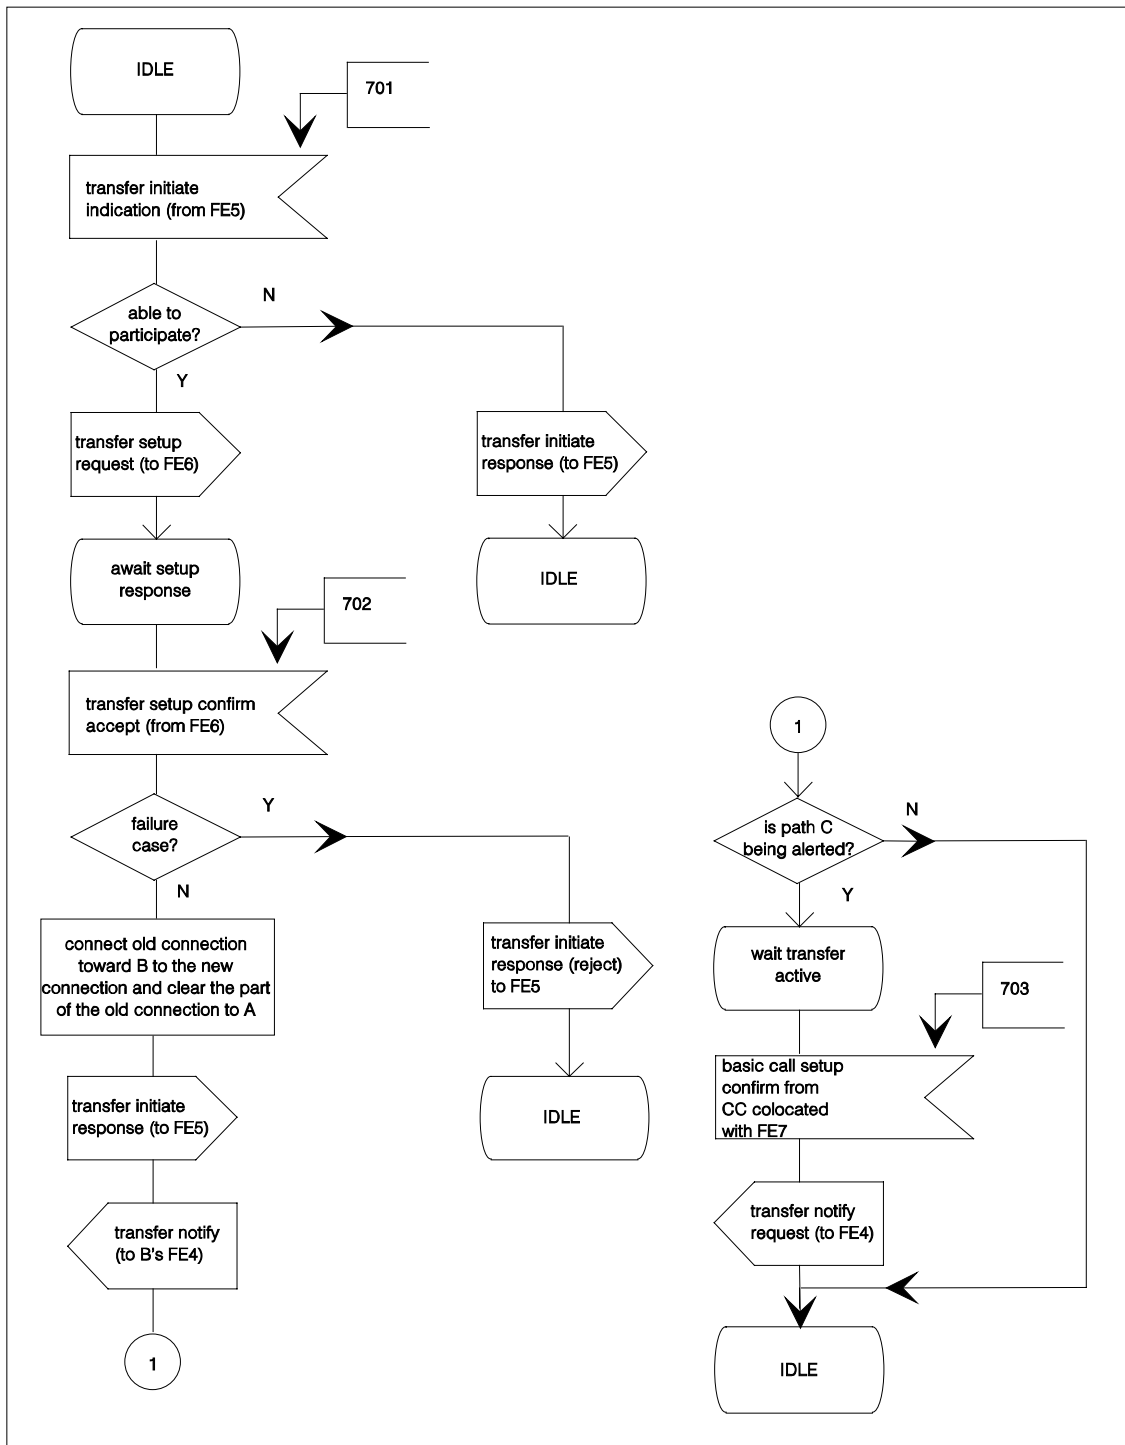 IDLE
701
transfer initiate
indication (from FE5)
able to
participate?
N
Y
transfer setup
request (to FE6)
transfer initiate
response (to FE5)
await setup
response
IDLE
702
transfer setup confirm
accept (from FE6)
failure
case?
Y
N
connect old connection
toward B to the new
connection and clear the part
of the old connection to A
transfer initiate
response (reject)
to FE5
transfer initiate
response (to FE5)
IDLE
transfer notify
(to B's FE4)
1
1
is path C
being alerted?
N
Y
wait transfer
active
703
basic call setup
confirm from
CC colocated
with FE7
transfer notify
request (to FE4)
IDLE